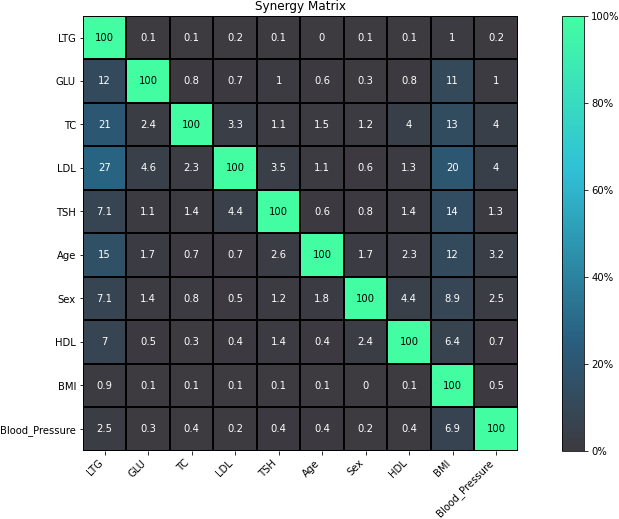 Synergy Matrix
LTG 100 0.1 0.1 0.2 0.1 0 0.1 0.1 1 0.2
GLU 12 100 0.8 0.7 1 0.6 0.3 0.8 11 1
TC 21 2.4 100 3.3 1.1 1.5 1.2 4 13 4
LDL 27 4.6 2.3 100 3.5 1.1 0.6 1.3 20 4
TSH 7.1 1.1 1.4 4.4 100 0.6 0.8 1.4 14 1.3
Age 15 1.7 0.7 0.7 2.6 100 1.7 2.3 12 3.2
Sex 7.1 1.4 0.8 0.5 1.2 1.8 100 4.4 8.9 2.5
HDL 7 0.5 0.3 0.4 1.4 0.4 2.4 100 6.4 0.7
BMI 0.9 0.1 0.1 0.1 0.1 0.1 0 0.1 100 0.5
Blood_Pressure 2.5 0.3 0.4 0.2 0.4 0.4 0.2 0.4 6.9 100
LTG GLU TC LDL TSH Age Sex HDL BMI Blood_Pressure
100%
80%
60%
40%
20%
0%